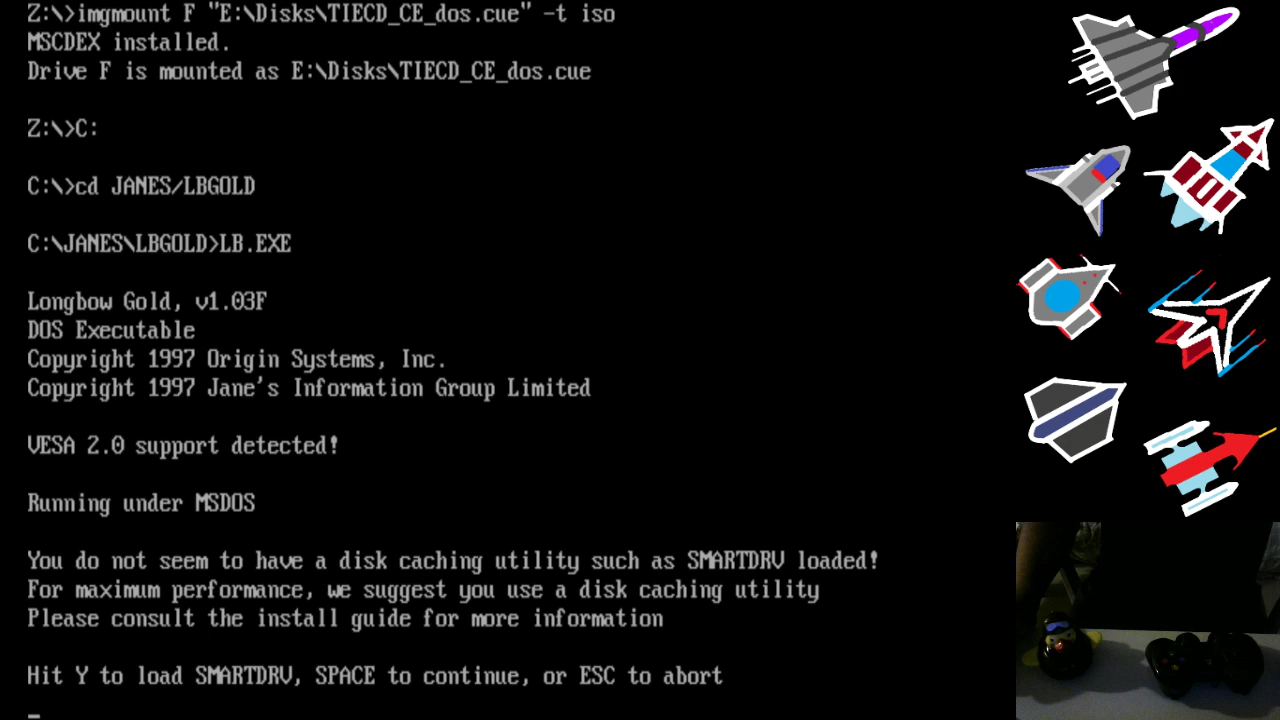 Z:\>imgmount F "E:\Disks\TIECD_CE_dos.cue" -t iso
MSCDEX installed.
Drive F is mounted as E:\Disks\TIECD_CE_dos.cue
Z:\>C:
C:\>cd JANES/LBGOLD
C:\JANES\LBGOLD>LB.EXE
Longbow Gold, v1.03F
DOS Executable
Copyright 1997 Origin Systems, Inc.
Copyright 1997 Jane's Information Group Limited
VESA 2.0 support detected!
Running under MSDOS
You do not seem to have a disk caching utility such as SMARTDRV loaded!
For maximum performance, we suggest you use a disk caching utility
Please consult the install guide for more information
Hit Y to load SMARTDRV, SPACE to continue, or ESC to abort